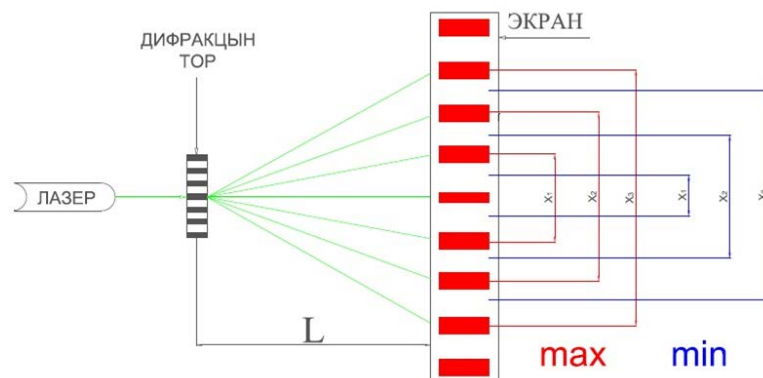 ДИФРАКЦЫН
ТОР
ЭКРАН
ЛАЗЕР
L
X₁
X₂
X₃
X₁
X₂
max
min